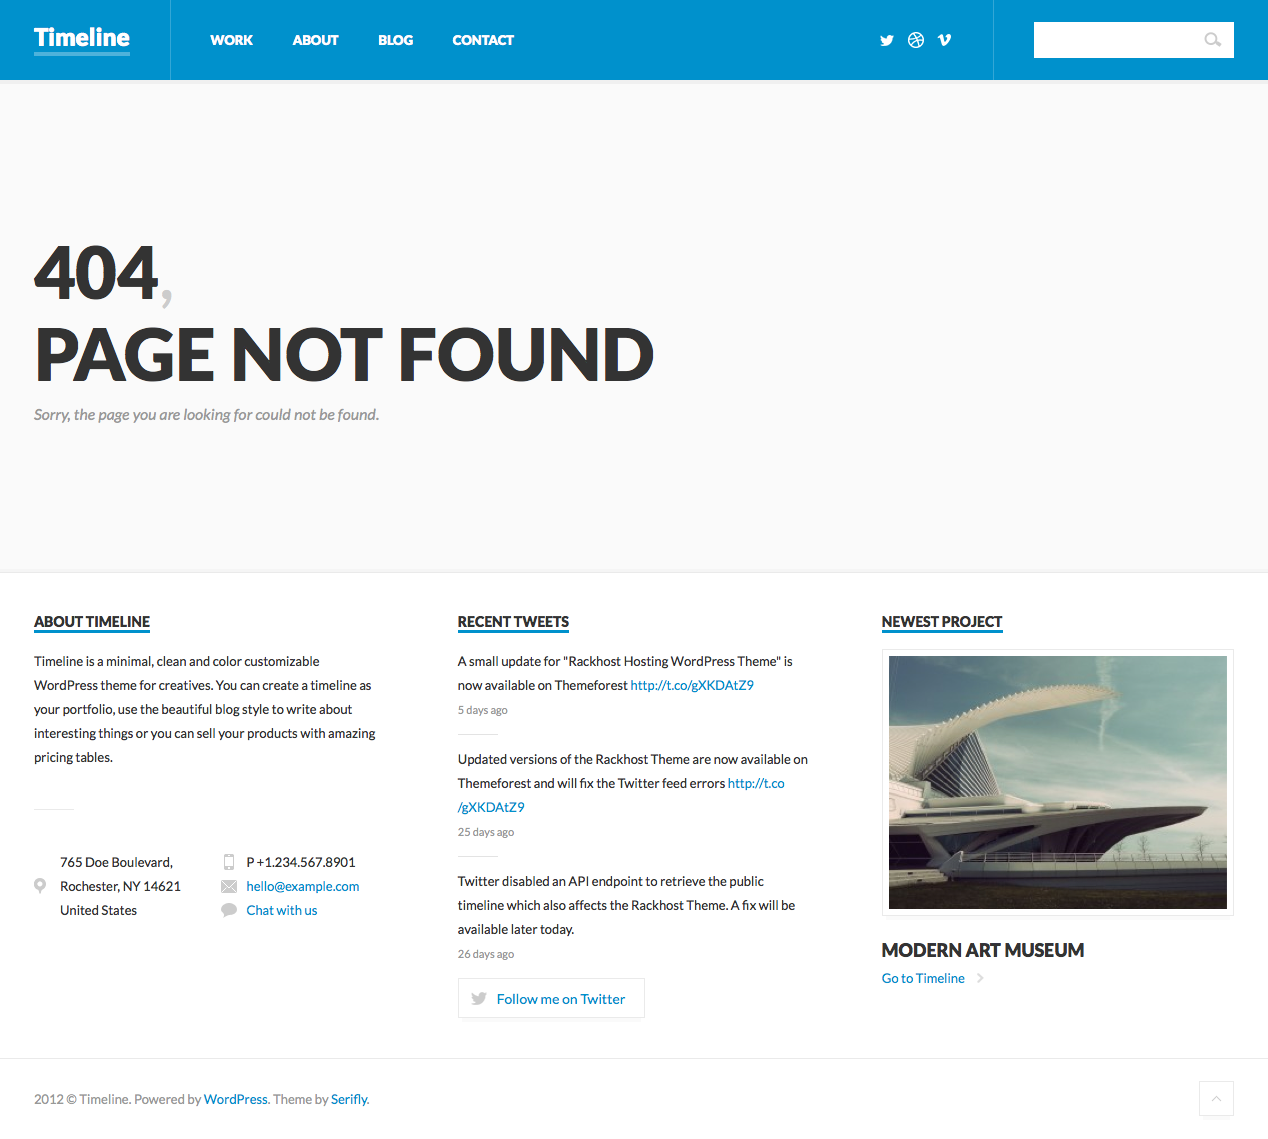 Timeline
WORK ABOUT BLOG CONTACT
404,
PAGE NOT FOUND
Sorry, the page you are looking for could not be found.
ABOUT TIMELINE
Timeline is a minimal, clean and color customizable
WordPress theme for creatives. You can create a timeline as
your portfolio, use the beautiful blog style to write about
interesting things or you can sell your products with amazing
pricing tables.
765 Doe Boulevard,
Rochester, NY 14621
United States
P +1.234.567.8901
hello@example.com
Chat with us
RECENT TWEETS
A small update for "Rackhost Hosting WordPress Theme" is
now available on Themeforest http://t.co/gXKDAtZ9
5 days ago
Updated versions of the Rackhost Theme are now available on
Themeforest and will fix the Twitter feed errors http://t.co
/gXKDAtZ9
25 days ago
Twitter disabled an API endpoint to retrieve the public
timeline which also affects the Rackhost Theme. A fix will be
available later today.
26 days ago
Follow me on Twitter
NEWEST PROJECT
MODERN ART MUSEUM
Go to Timeline
2012 © Timeline. Powered by WordPress. Theme by Serifly.